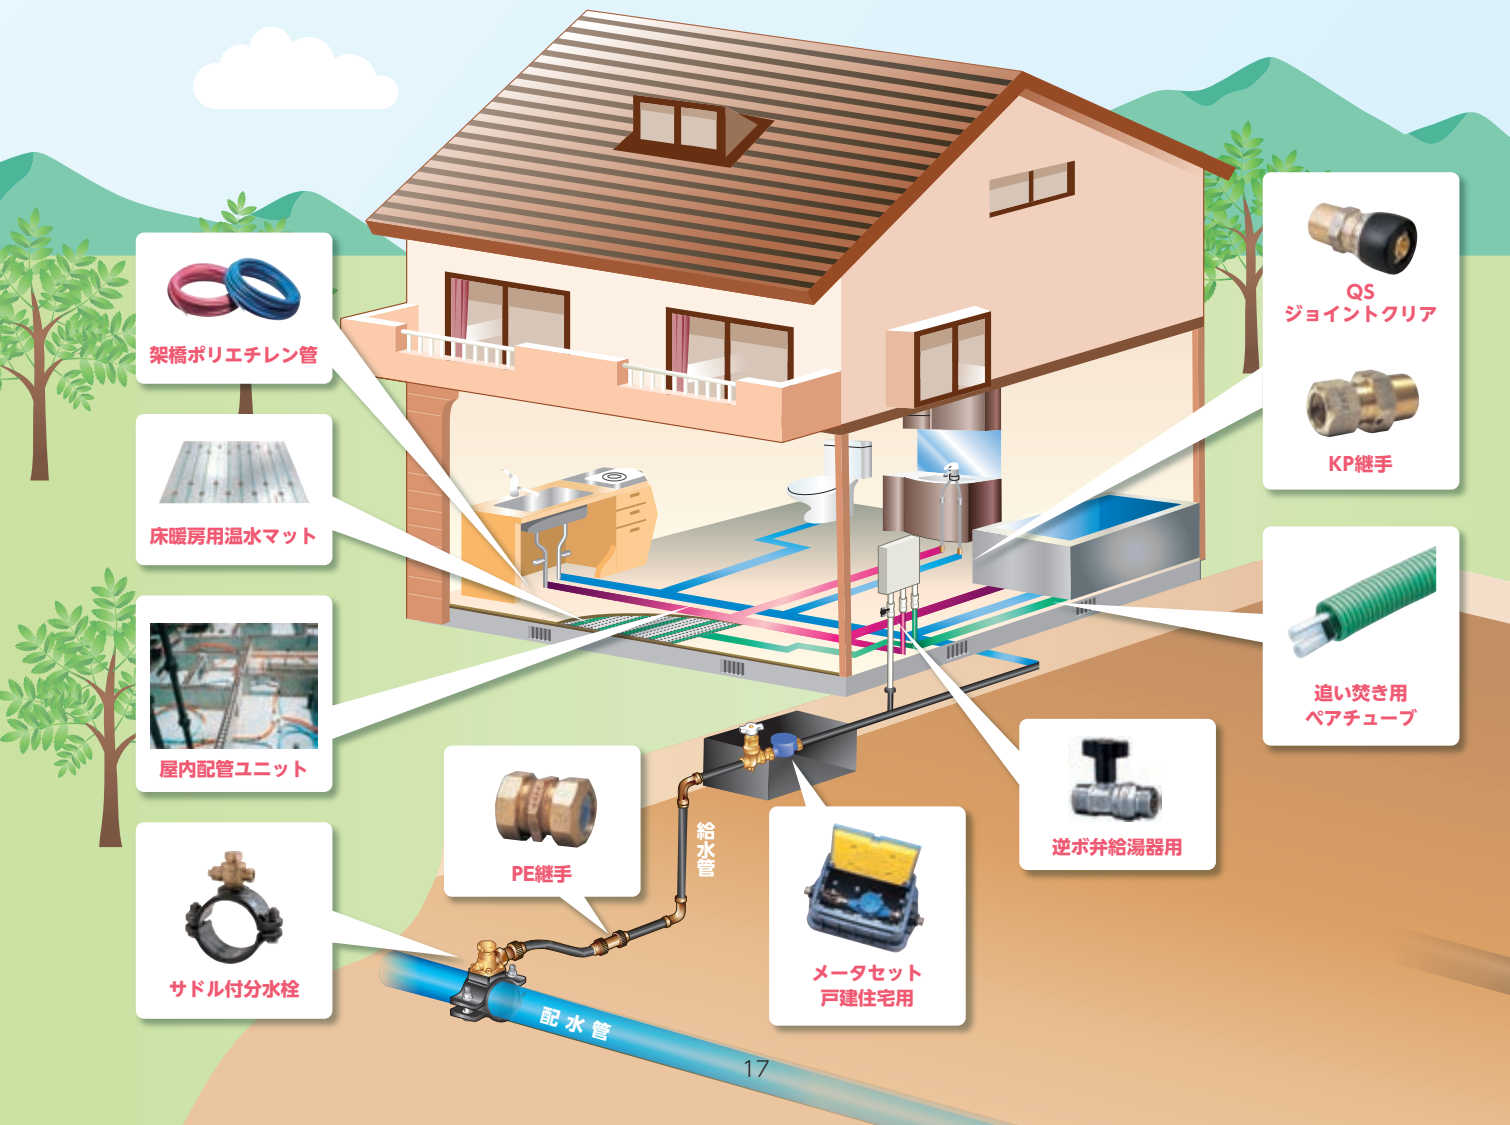 架橋ポリエチレン管
床暖房用温水マット
屋内配管ユニット
サドル付分水栓
PE継手
給水管
配水管
メータセット
戸建住宅用
逆ボ弁給湯器用
QS
ジョイントクリア
KP継手
追い焚き用
ペアチューブ
17